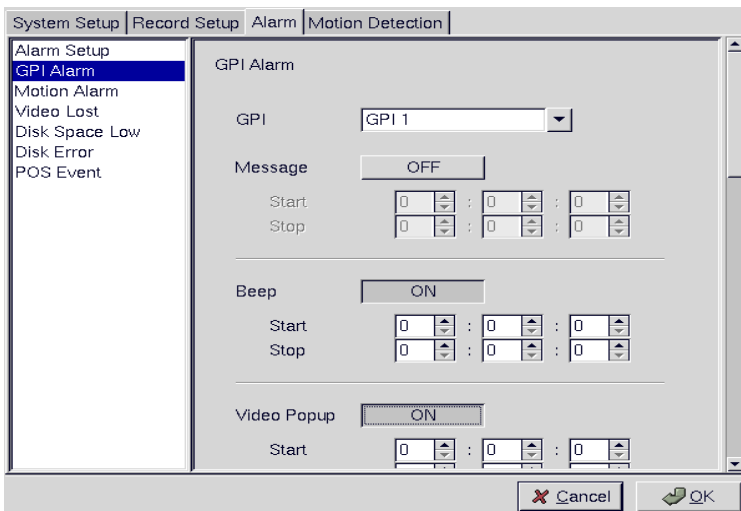 System Setup Record Setup Alarm Motion Detection
Alarm Setup
GPI Alarm
Motion Alarm
Video Lost
Disk Space Low
Disk Error
POS Event
GPI Alarm
GPI GPI 1
Message OFF
Start 0 : 0 : 0
Stop 0 : 0 : 0
Beep ON
Start 0 : 0 : 0
Stop 0 : 0 : 0
Video Popup ON
Start 0 : 0 : 0
Cancel OK